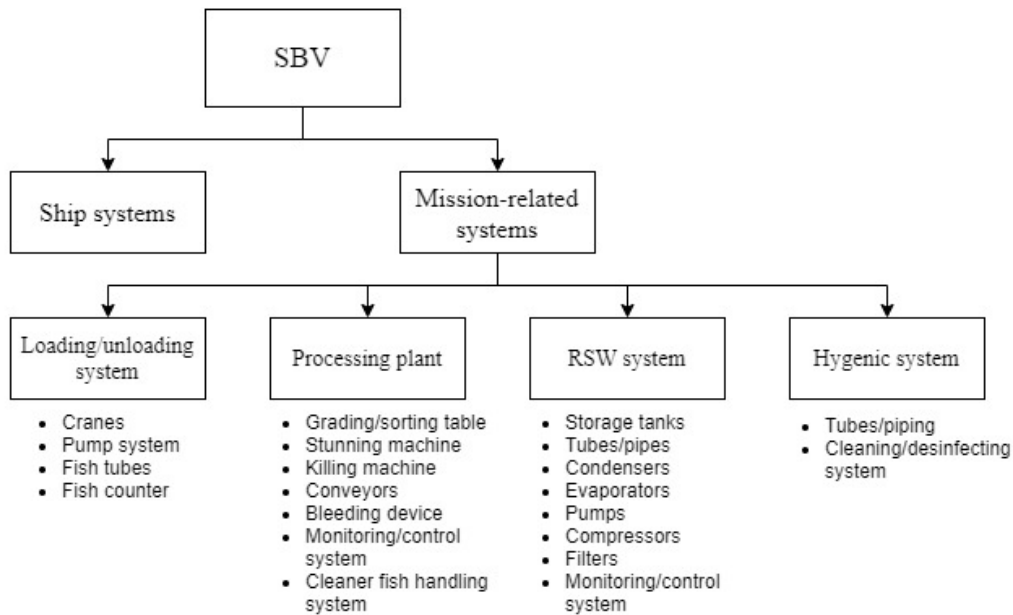 SBV
Ship systems
Mission-related
systems
Loading/unloading
system
Processing plant
RSW system
Hygenic system
• Cranes
• Pump system
• Fish tubes
• Fish counter
• Grading/sorting table
• Stunning machine
• Killing machine
• Conveyors
• Bleeding device
• Monitoring/control
system
• Cleaner fish handling
system
• Storage tanks
• Tubes/pipes
• Condensers
• Evaporators
• Pumps
• Compressors
• Filters
• Monitoring/control
system
• Tubes/piping
• Cleaning/desinfecting
system